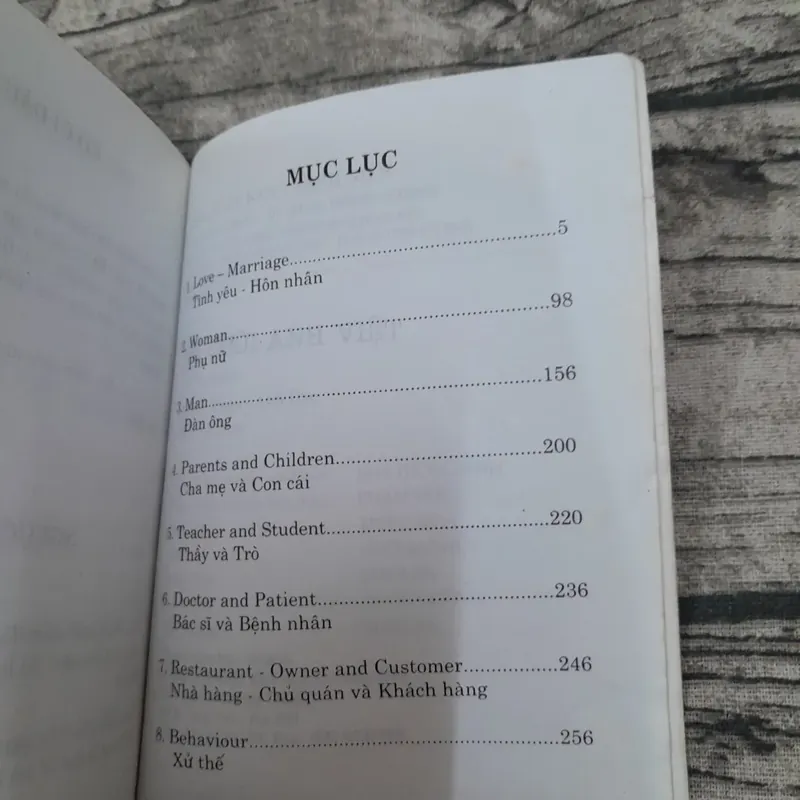 MỤC LỤC
1. Love – Marriage..................................................5
Tình yêu - Hôn nhân
2. Woman..................................................98
Phụ nữ
3. Man..................................................156
Đàn ông
4. Parents and Children..................................200
Cha mẹ và Con cái
5. Teacher and Student..................................220
Thầy và Trò
6. Doctor and Patient....................................236
Bác sĩ và Bệnh nhân
7. Restaurant - Owner and Customer.................246
Nhà hàng - Chủ quán và Khách hàng
8. Behaviour..................................................256
Xử thế